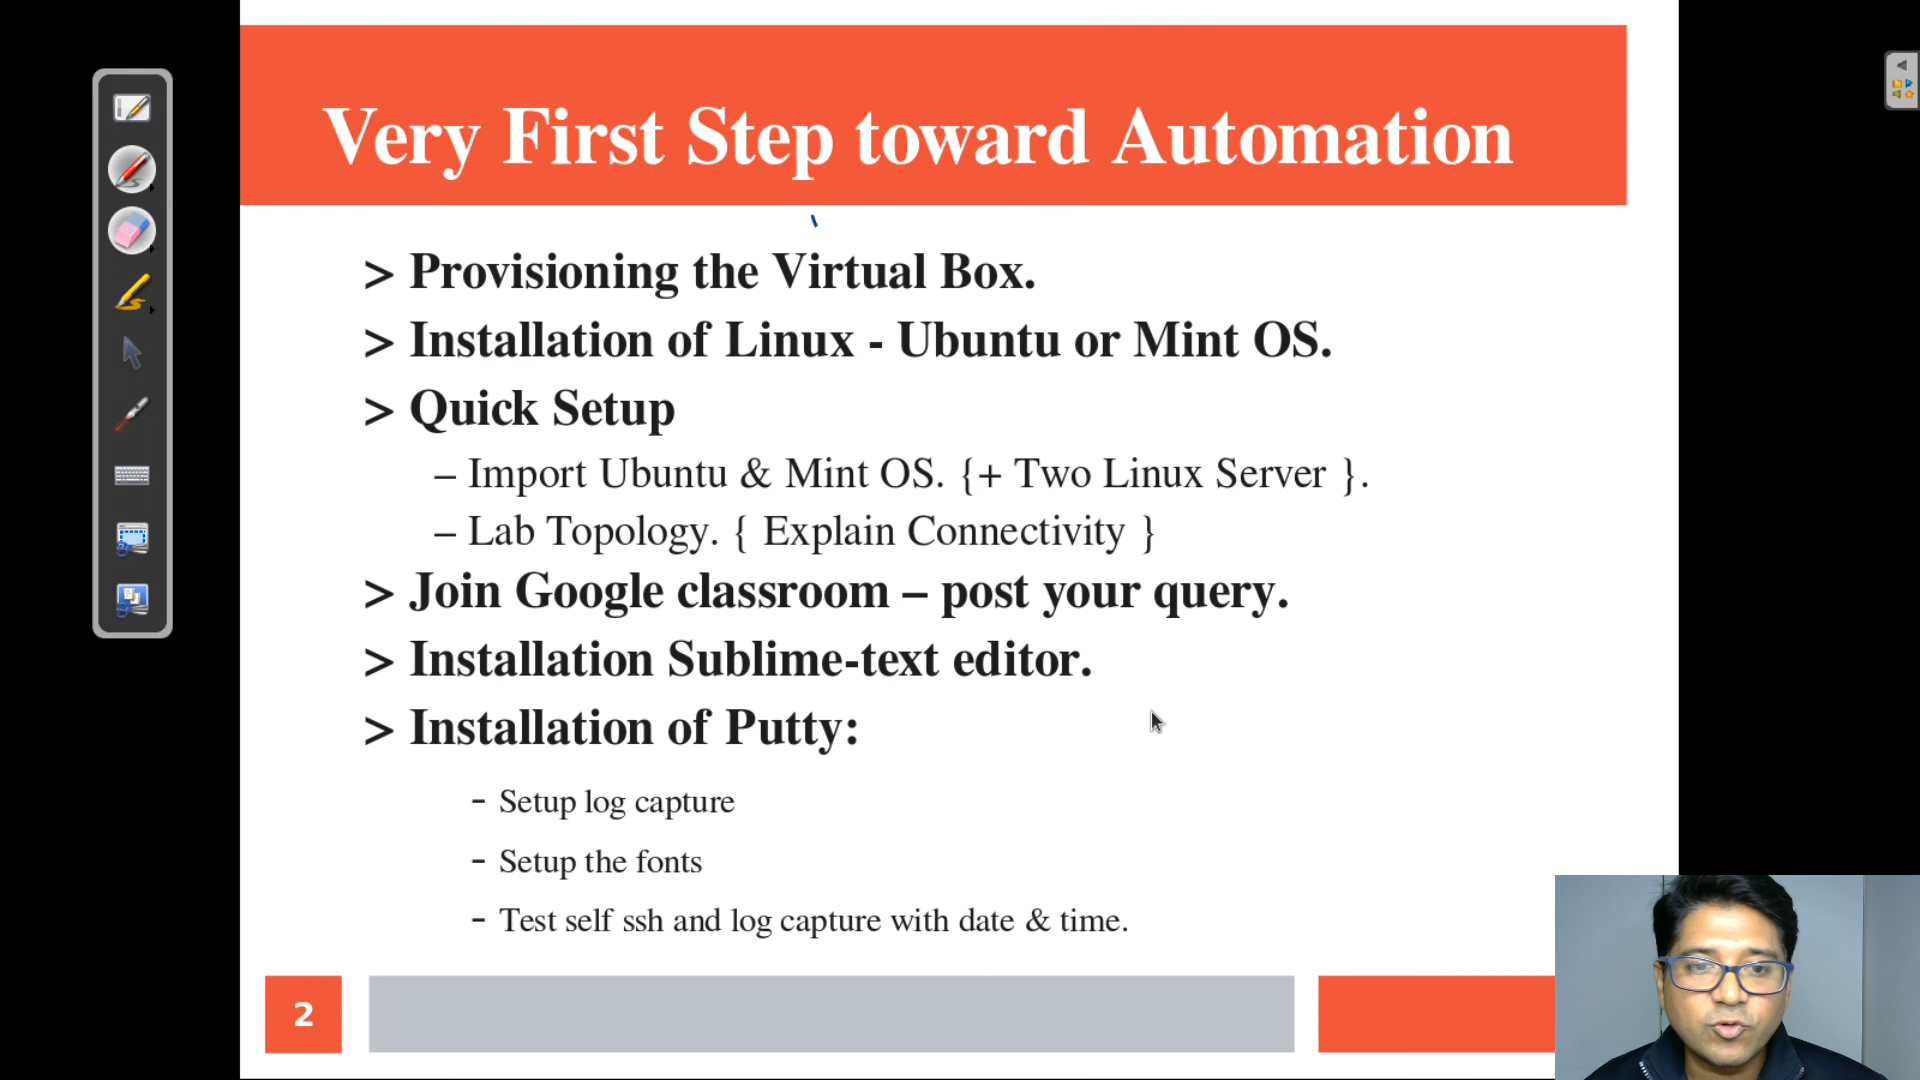 Very First Step toward Automation
> Provisioning the Virtual Box.
> Installation of Linux - Ubuntu or Mint OS.
> Quick Setup
– Import Ubuntu & Mint OS. {+ Two Linux Server }.
– Lab Topology. { Explain Connectivity }
> Join Google classroom – post your query.
> Installation Sublime-text editor.
> Installation of Putty:
- Setup log capture
- Setup the fonts
- Test self ssh and log capture with date & time.
2